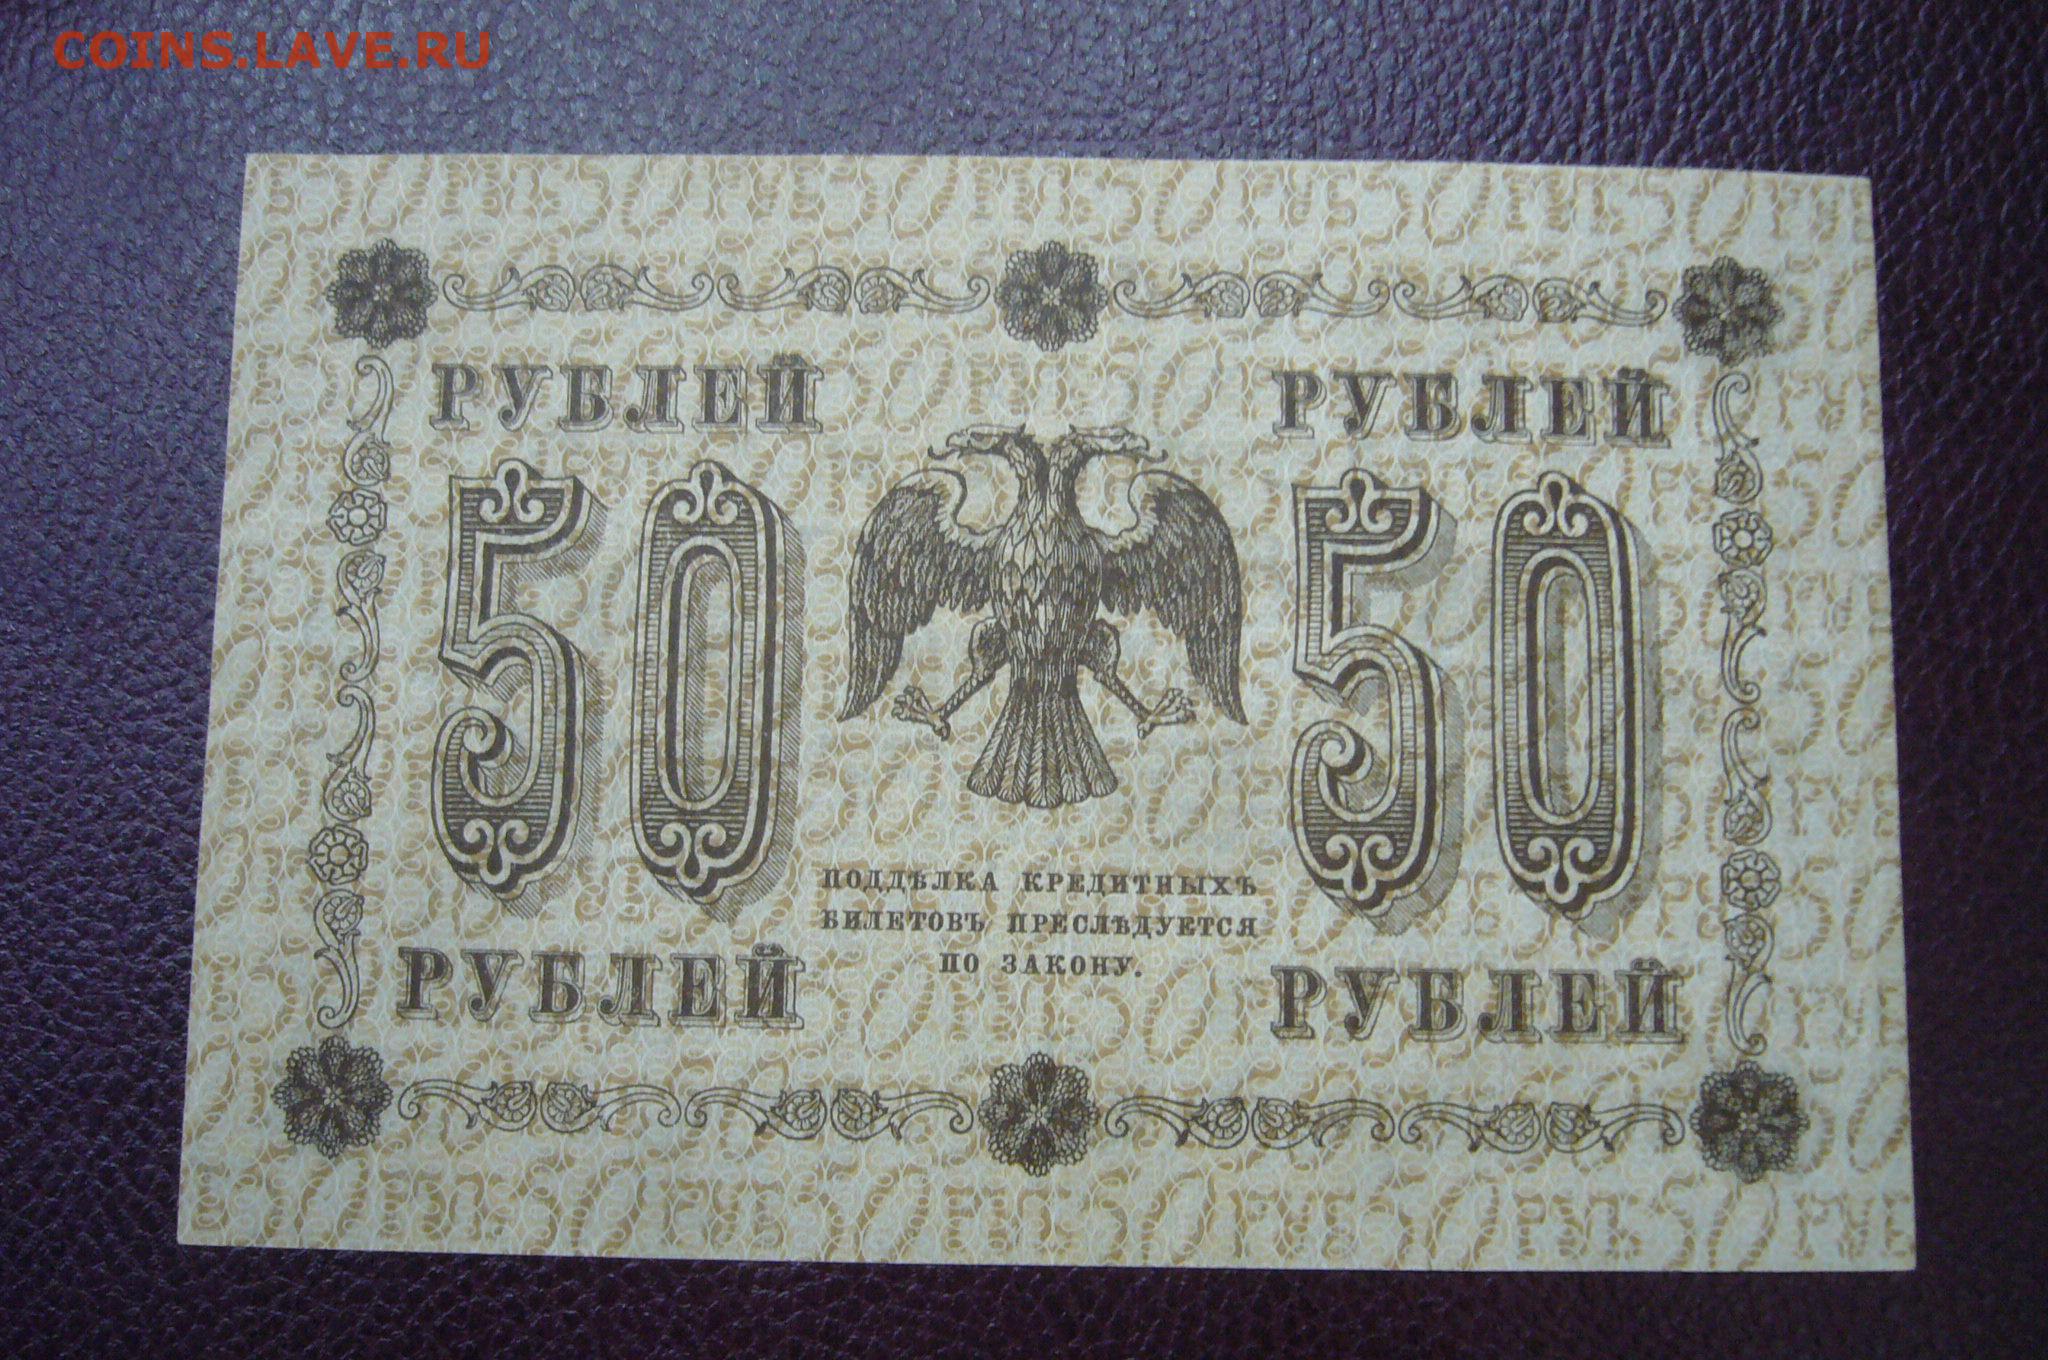 COINS.LAVE.RU
РУБЛЕЙ РУБЛЕЙ
50 50
ПОДДѢЛКА КРЕДИТНЫХЪ
БИЛЕТОВЪ ПРЕСЛѢДУЕТСЯ
ПО ЗАКОНУ.
РУБЛЕЙ РУБЛЕЙ